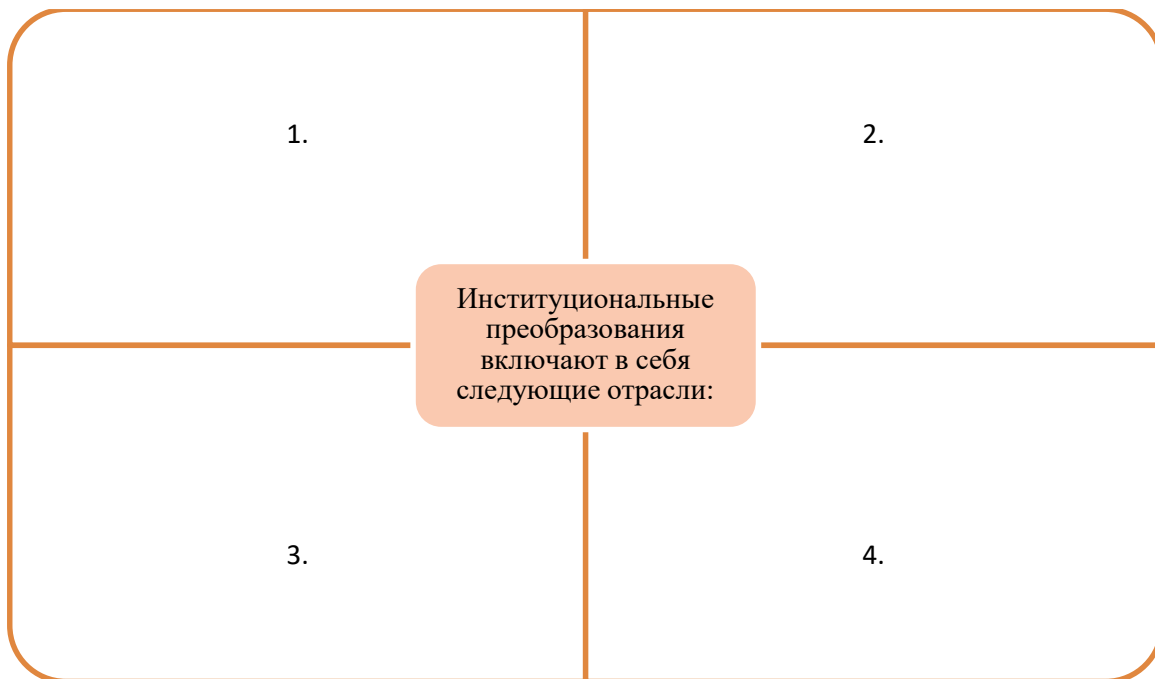 1.
2.
Институциональные
преобразования
включают в себя
следующие отрасли:
3.
4.